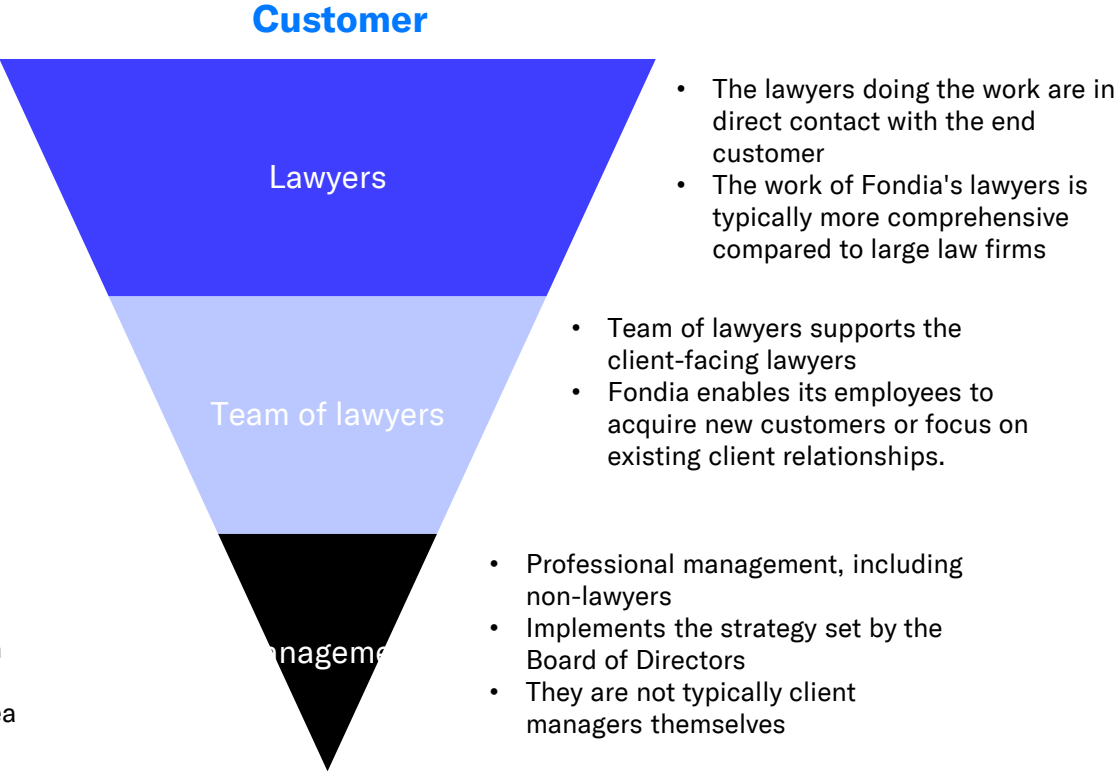 Customer
Lawyers
• The lawyers doing the work are in
direct contact with the end
customer
• The work of Fondia's lawyers is
typically more comprehensive
compared to large law firms
Team of lawyers
• Team of lawyers supports the
client-facing lawyers
• Fondia enables its employees to
acquire new customers or focus on
existing client relationships.
• Professional management, including
non-lawyers
• Implements the strategy set by the
Board of Directors
• They are not typically client
managers themselves